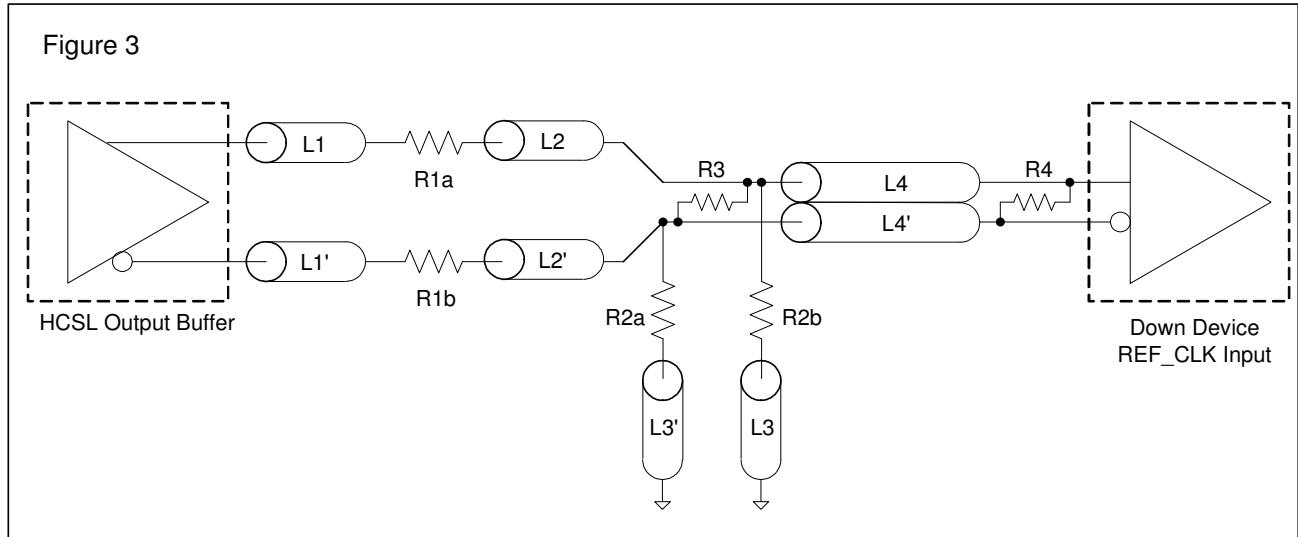 Figure 3
L1
R1a
L2
R3
L4
R4
L4'
L1'
R1b
L2'
HCSL Output Buffer
R2a
R2b
Down Device
REF_CLK Input
L3'
L3